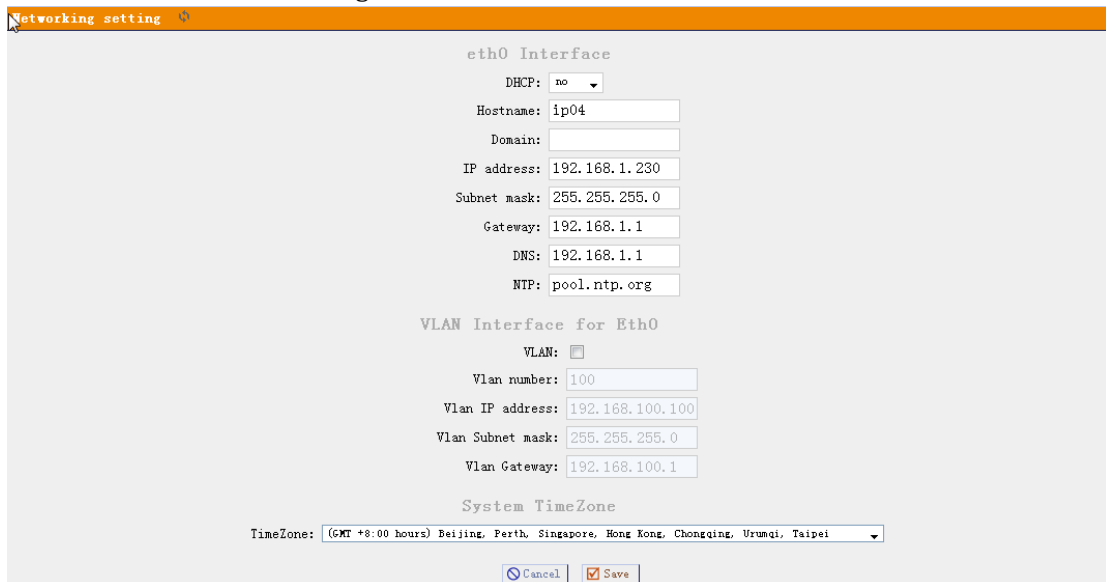 Networking setting
eth0 Interface
DHCP: no
Hostname: ip04
Domain:
IP address: 192.168.1.230
Subnet mask: 255.255.255.0
Gateway: 192.168.1.1
DNS: 192.168.1.1
NTP: pool.ntp.org
VLAN Interface for Eth0
VLAN:
Vlan number: 100
Vlan IP address: 192.168.100.100
Vlan Subnet mask: 255.255.255.0
Vlan Gateway: 192.168.100.1
System TimeZone
TimeZone: (GMT +8:00 hours) Beijing, Perth, Singapore, Hong Kong, Chongqing, Urumqi, Taipei
Cancel Save